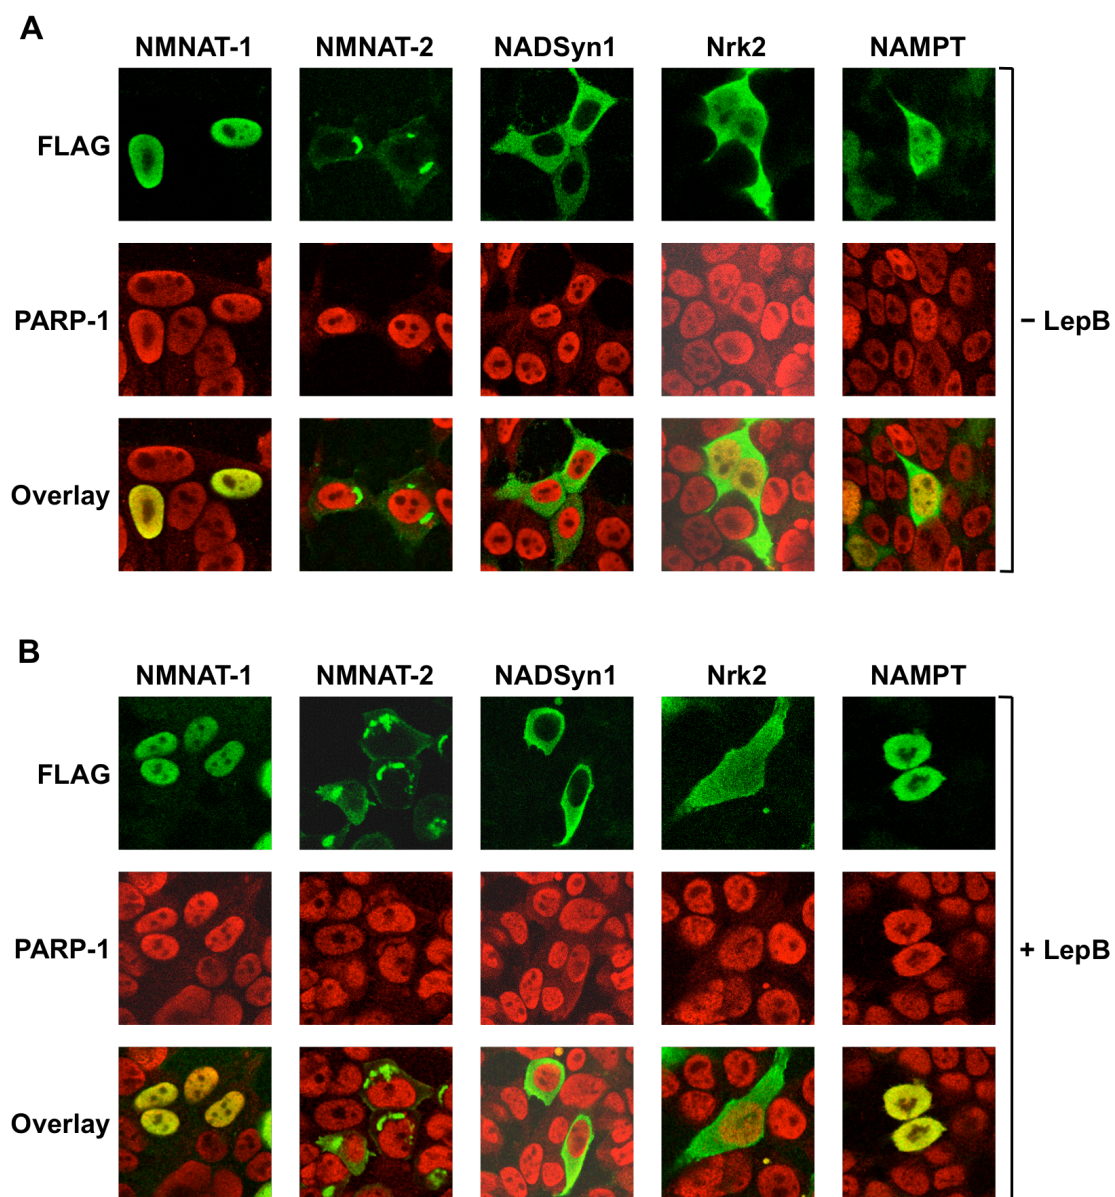 A
NMNAT-1 NMNAT-2 NADSyn1 Nrk2 NAMPT
FLAG
PARP-1
− LepB
Overlay
B
NMNAT-1 NMNAT-2 NADSyn1 Nrk2 NAMPT
FLAG
PARP-1
+ LepB
Overlay